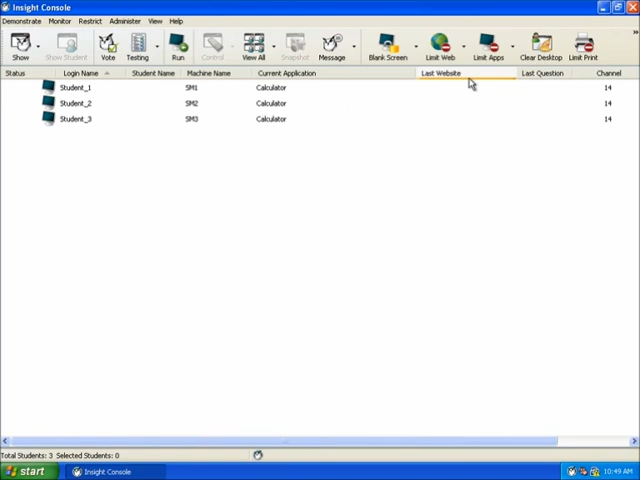 Insight Console
Demonstrate Monitor Restrict Administer View Help
Show Show Student Vote Testing Run Control View All Snapshot Message Blank Screen Limit Web Limit Apps Clear Desktop Limit Print
Status Login Name Student Name Machine Name Current Application Last Website Last Question Channel
Student_1 SM1 Calculator 14
Student_2 SM2 Calculator 14
Student_3 SM3 Calculator 14
Total Students: 3 Selected Students: 0
start Insight Console 10:49 AM